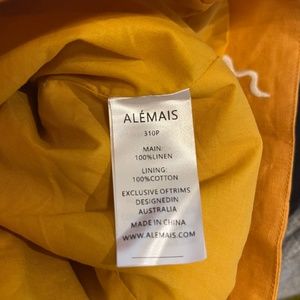 ALÉMAIS
310P
MAIN:
100%LINEN
LINING
100%COTTON
EXCLUSIVE OFTRIMS
DESIGNEDIN
AUSTRALIA
MADE IN CHINA
WWW.ALEMAIS.COM